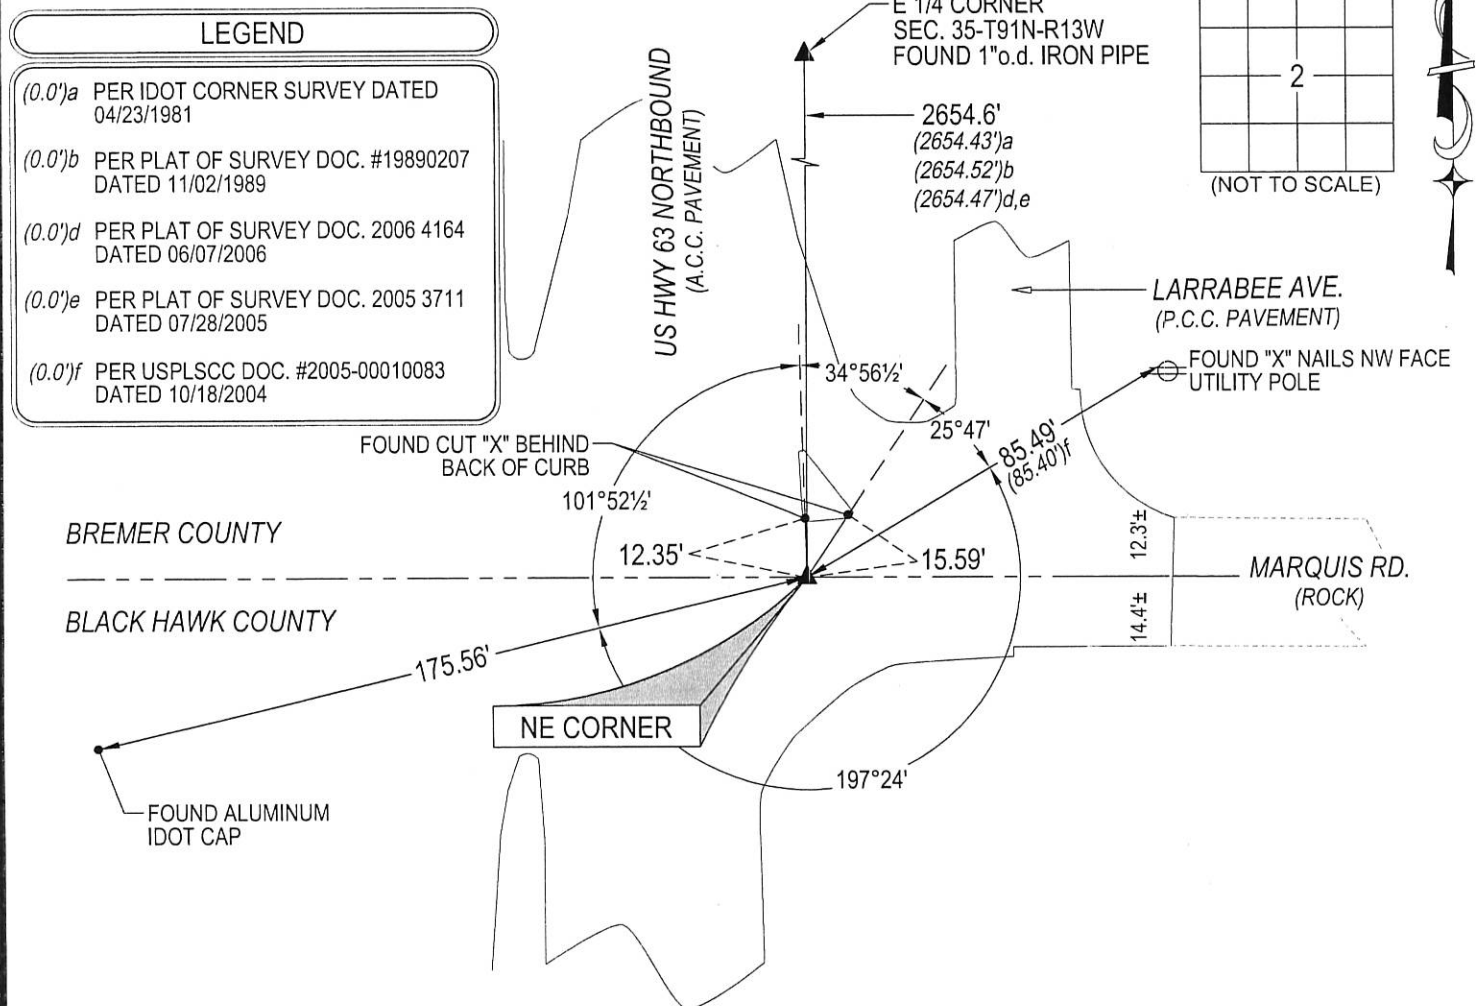 LEGEND
(0.0')a PER IDOT CORNER SURVEY DATED
04/23/1981
(0.0')b PER PLAT OF SURVEY DOC. #19890207
DATED 11/02/1989
(0.0')d PER PLAT OF SURVEY DOC. 2006 4164
DATED 06/07/2006
(0.0')e PER PLAT OF SURVEY DOC. 2005 3711
DATED 07/28/2005
(0.0')f PER USPLSCC DOC. #2005-00010083
DATED 10/18/2004
US HWY 63 NORTHBOUND
(A.C.C. PAVEMENT)
E 1/4 CORNER
SEC. 35-T91N-R13W
FOUND 1"o.d. IRON PIPE
2654.6'
(2654.43')a
(2654.52')b
(2654.47')d,e
2
(NOT TO SCALE)
LARRABEE AVE.
(P.C.C. PAVEMENT)
FOUND "X" NAILS NW FACE
UTILITY POLE
34°56½'
25°47'
85.49'
(85.40')f
FOUND CUT "X" BEHIND
BACK OF CURB
101°52½'
BREMER COUNTY
12.35'
15.59'
12.3'±
MARQUIS RD.
(ROCK)
BLACK HAWK COUNTY
14.4'±
175.56'
NE CORNER
197°24'
FOUND ALUMINUM
IDOT CAP